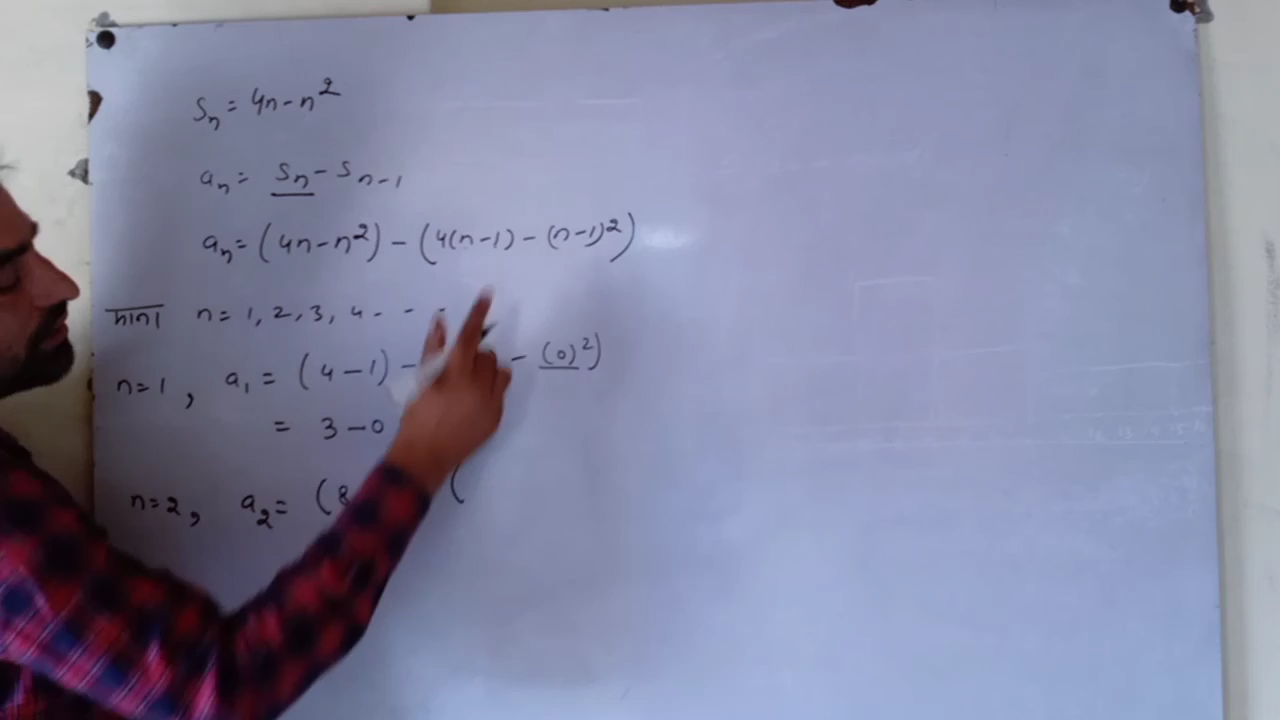 Sn = 4n - n²
an = Sn - Sn-1
an = (4n - n²) - (4(n-1) - (n-1)²)
माना n = 1, 2, 3, 4 - - -
n=1, a1 = (4-1) - - (0)²)
= 3-0
n=2, a2 = (8 (